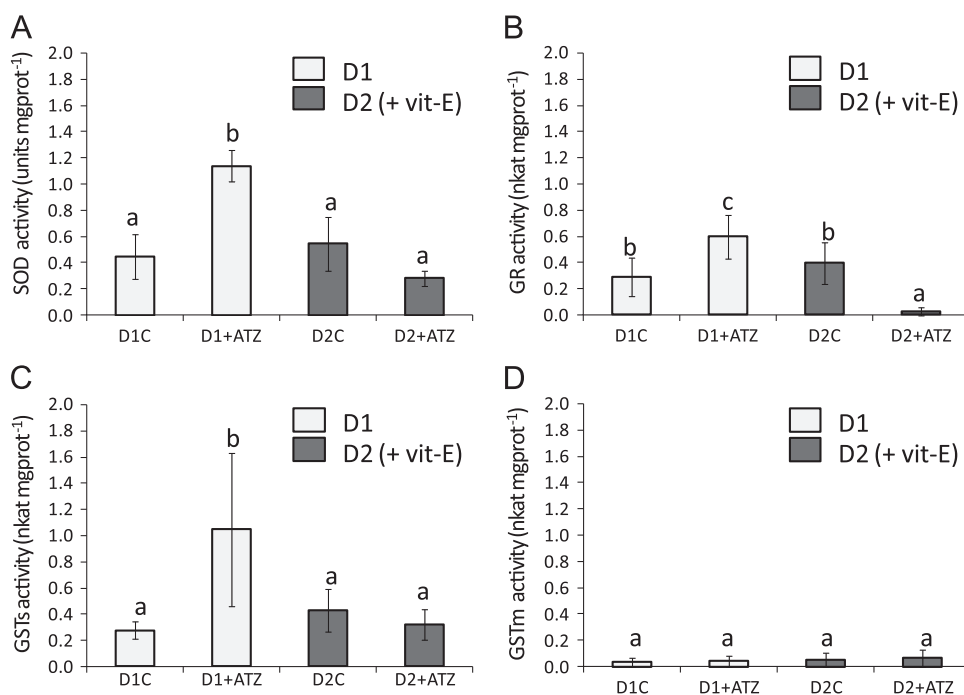 A
SOD activity (units mgprot⁻¹)
2.0
1.8
1.6
1.4
1.2
1.0
0.8
0.6
0.4
0.2
0.0
D1
D2 (+ vit-E)
a
b
a
a
D1C D1+ATZ D2C D2+ATZ
B
GR activity (nkat mgprot⁻¹)
2.0
1.8
1.6
1.4
1.2
1.0
0.8
0.6
0.4
0.2
0.0
D1
D2 (+ vit-E)
b
c
b
a
D1C D1+ATZ D2C D2+ATZ
C
GSTs activity (nkat mgprot⁻¹)
2.0
1.8
1.6
1.4
1.2
1.0
0.8
0.6
0.4
0.2
0.0
D1
D2 (+ vit-E)
a
b
a
a
D1C D1+ATZ D2C D2+ATZ
D
GSTm activity (nkat mgprot⁻¹)
2.0
1.8
1.6
1.4
1.2
1.0
0.8
0.6
0.4
0.2
0.0
D1
D2 (+ vit-E)
a a a a
D1C D1+ATZ D2C D2+ATZ